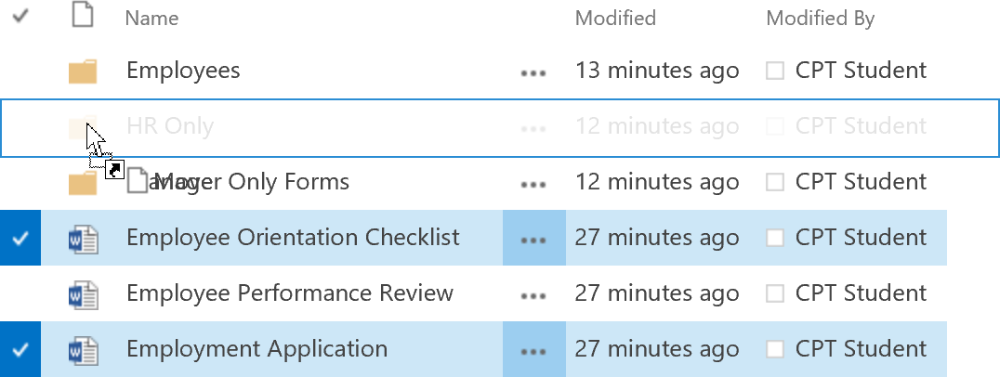 Name Modified Modified By
Employees ... 13 minutes ago CPT Student
HR Only ... 12 minutes ago CPT Student
Move Only Forms ... 12 minutes ago CPT Student
Employee Orientation Checklist ... 27 minutes ago CPT Student
Employee Performance Review ... 27 minutes ago CPT Student
Employment Application ... 27 minutes ago CPT Student